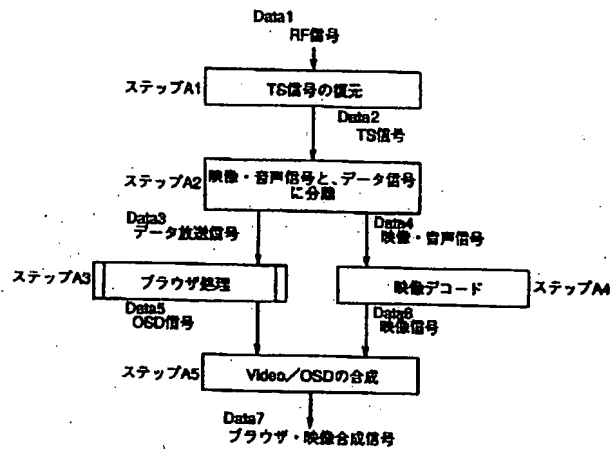 Data1
RF信号
ステップA1
TS信号の復元
Data2
TS信号
ステップA2
映像・音声信号と、データ信号
に分離
Data3
データ放送信号
Data4
映像・音声信号
ステップA3
ブラウザ処理
映像デコード
ステップA4
Data5
OSD信号
Data6
映像信号
ステップA5
Video／OSDの合成
Data7
ブラウザ・映像合成信号